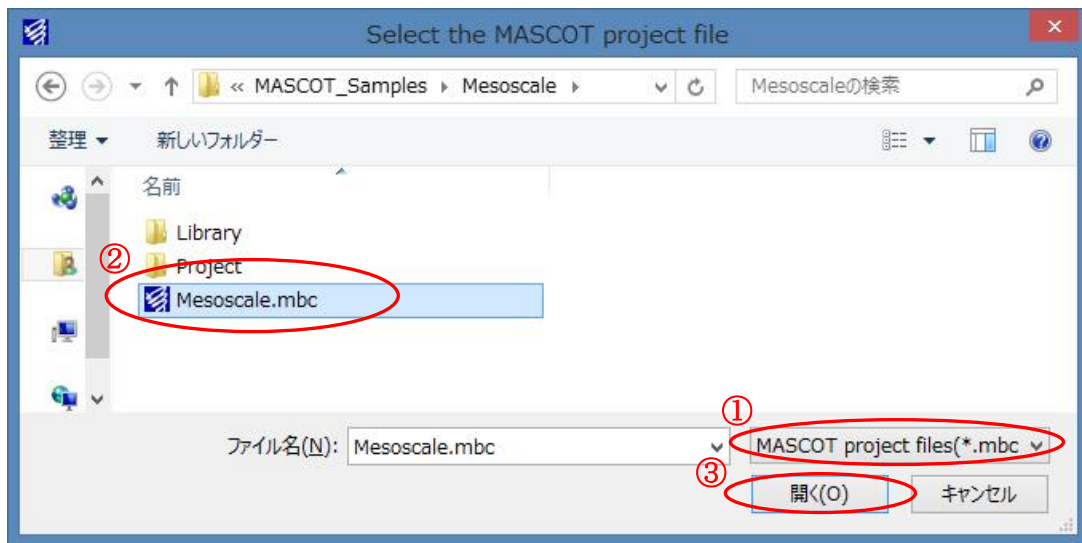 Select the MASCOT project file
« MASCOT_Samples Mesoscale
Mesoscaleの検索
整理 新しいフォルダー
名前
Library
② Project
Mesoscale.mbc
①
ファイル名(N): Mesoscale.mbc MASCOT project files(*.mbc
③ 開く(O) キャンセル